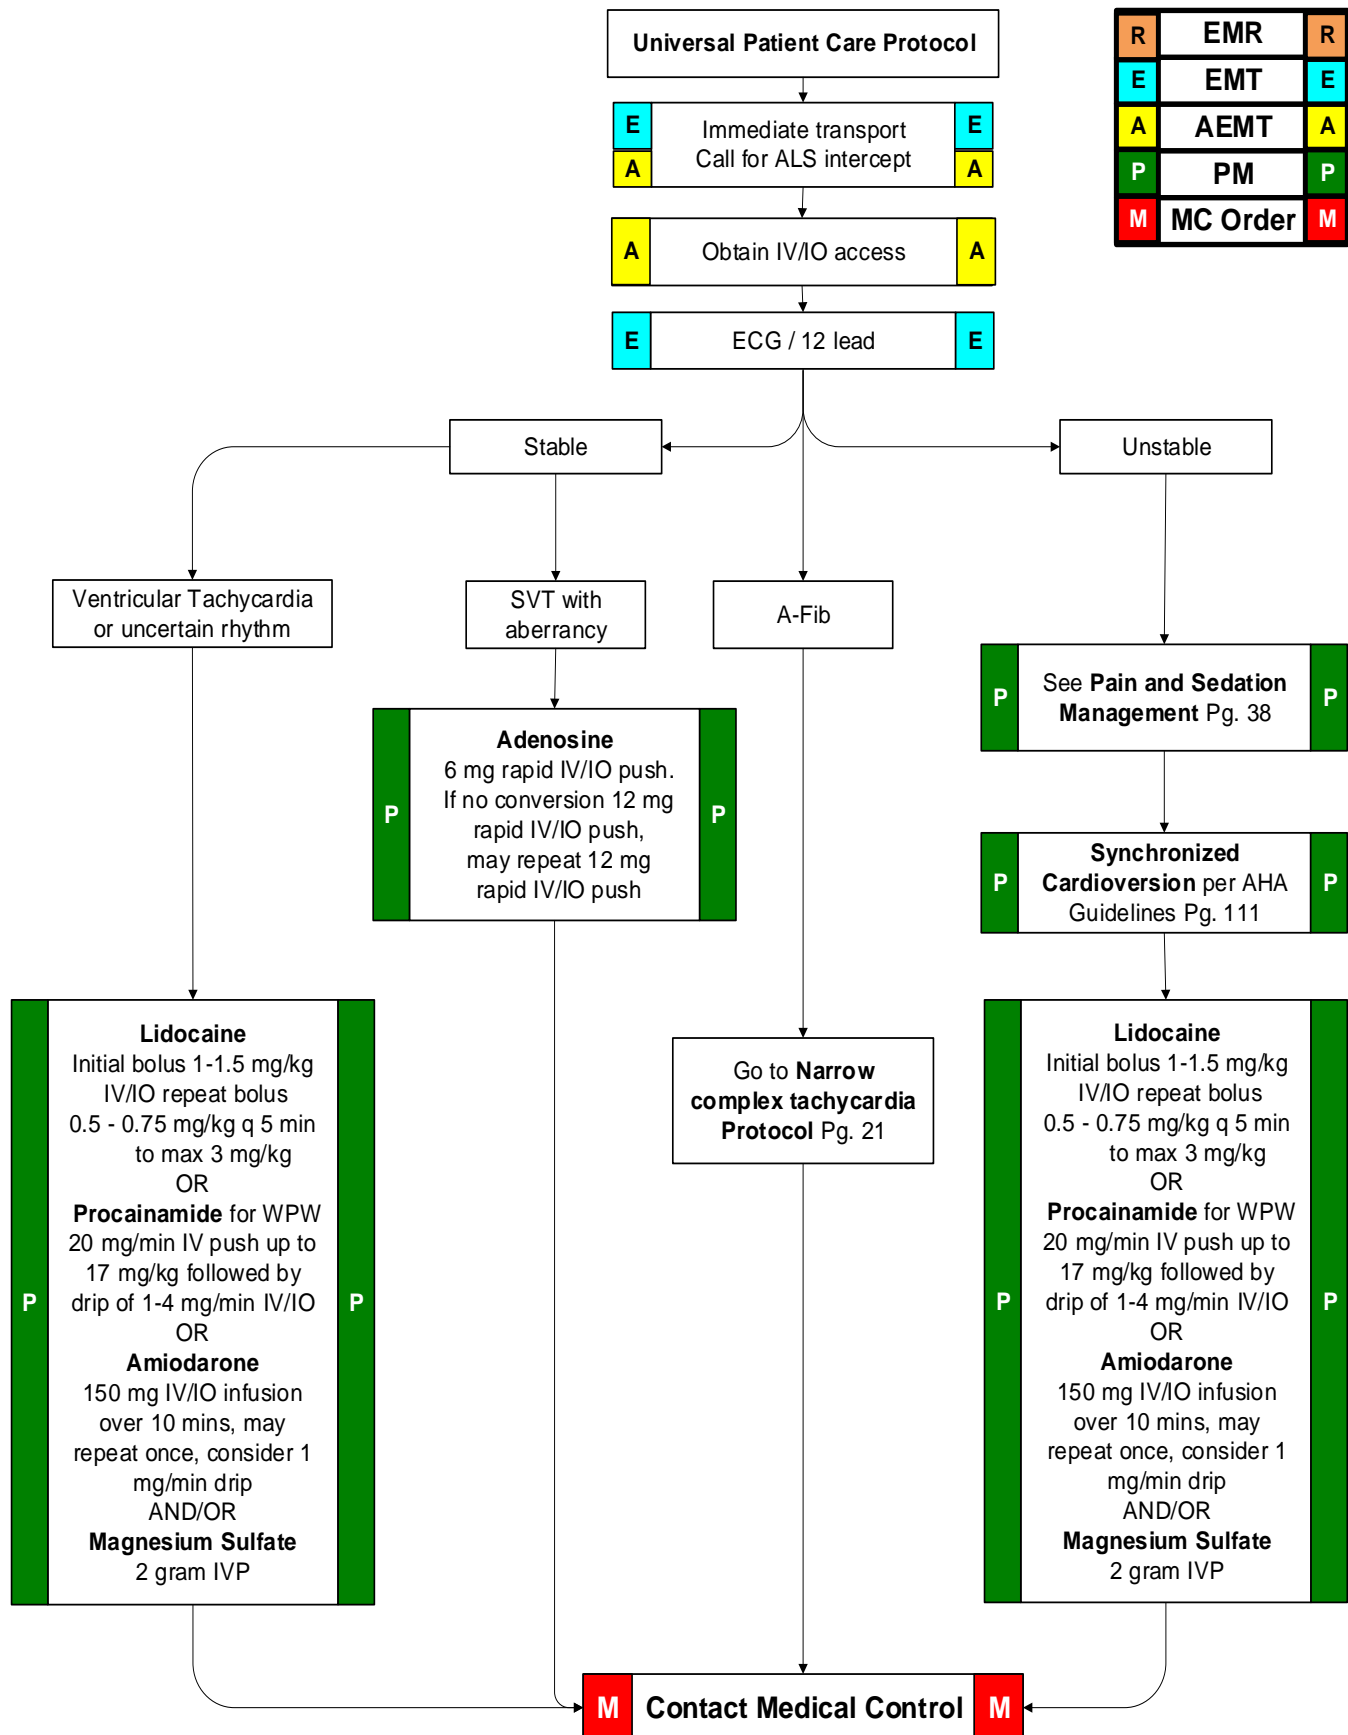 Universal Patient Care Protocol
R EMR R
E EMT E
A AEMT A
P PM P
M MC Order M
E Immediate transport E
A Call for ALS intercept A
A Obtain IV/IO access A
E ECG / 12 lead E
Stable
Unstable
Ventricular Tachycardia
or uncertain rhythm
SVT with
aberrancy
A-Fib
P See Pain and Sedation P
Management Pg. 38
Adenosine
6 mg rapid IV/IO push.
If no conversion 12 mg
P rapid IV/IO push, P
may repeat 12 mg
rapid IV/IO push
Synchronized
P Cardioversion per AHA P
Guidelines Pg. 111
Lidocaine
Initial bolus 1-1.5 mg/kg
IV/IO repeat bolus
0.5 - 0.75 mg/kg q 5 min
to max 3 mg/kg
OR
Procainamide for WPW
20 mg/min IV push up to
17 mg/kg followed by
P drip of 1-4 mg/min IV/IO P
OR
Amiodarone
150 mg IV/IO infusion
over 10 mins, may
repeat once, consider 1
mg/min drip
AND/OR
Magnesium Sulfate
2 gram IVP
Go to Narrow
complex tachycardia
Protocol Pg. 21
Lidocaine
Initial bolus 1-1.5 mg/kg
IV/IO repeat bolus
0.5 - 0.75 mg/kg q 5 min
to max 3 mg/kg
OR
Procainamide for WPW
20 mg/min IV push up to
17 mg/kg followed by
P drip of 1-4 mg/min IV/IO P
OR
Amiodarone
150 mg IV/IO infusion
over 10 mins, may
repeat once, consider 1
mg/min drip
AND/OR
Magnesium Sulfate
2 gram IVP
M Contact Medical Control M